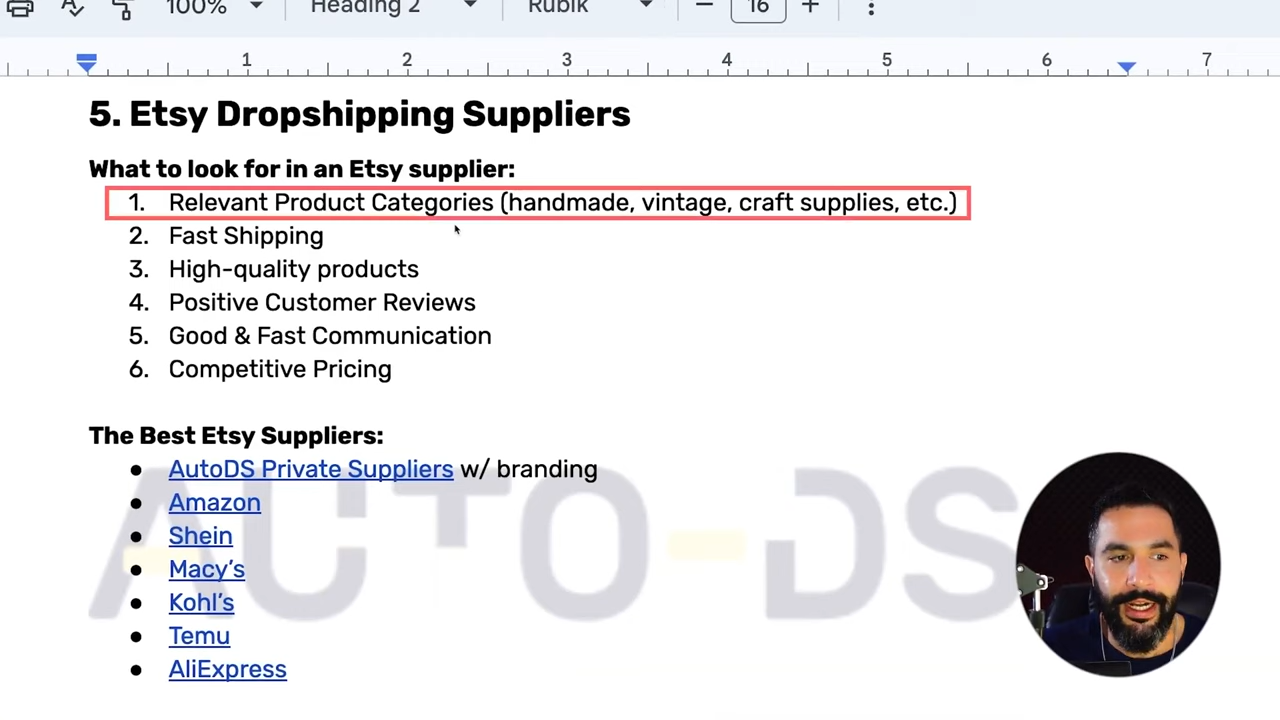 100%
Heading 2
Rubik
16
1 2 3 4 5 6 7
5. Etsy Dropshipping Suppliers
What to look for in an Etsy supplier:
1. Relevant Product Categories (handmade, vintage, craft supplies, etc.)
2. Fast Shipping
3. High-quality products
4. Positive Customer Reviews
5. Good & Fast Communication
6. Competitive Pricing
The Best Etsy Suppliers:
● AutoDS Private Suppliers w/ branding
● Amazon
● Shein
● Macy's
● Kohl's
● Temu
● AliExpress
AUTO-DS